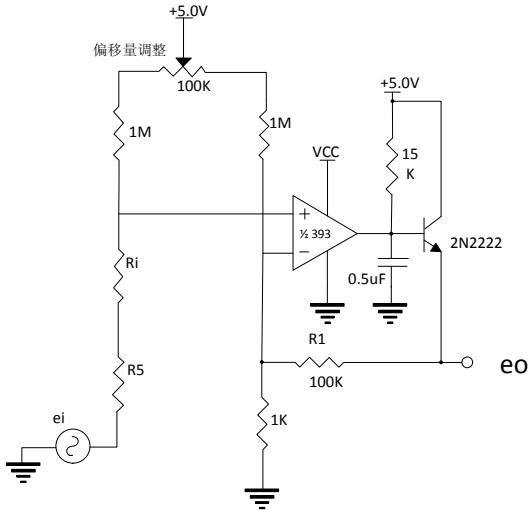 +5.0V
偏移量调整
100K
+5.0V
1M
1M
VCC
15
K
+
½ 393
−
2N2222
Ri
0.5uF
R1
eo
R5
100K
1K
ei